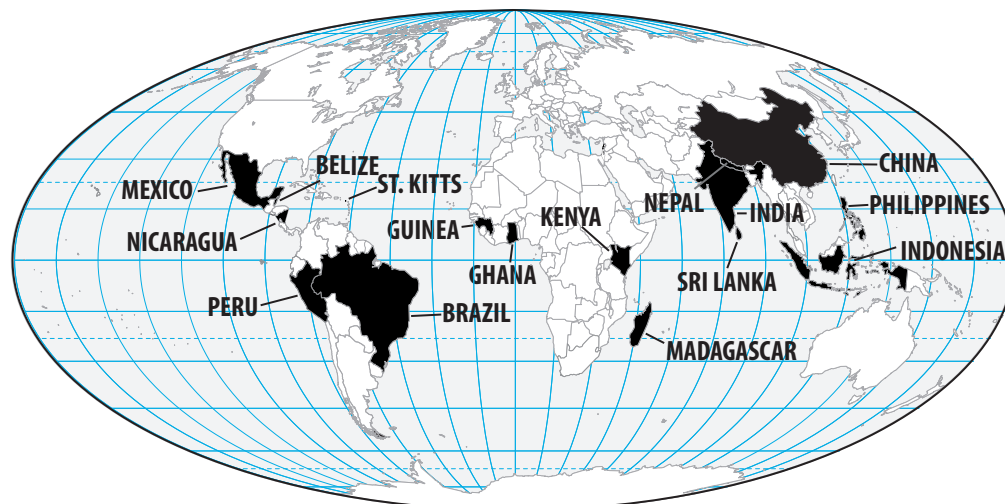 BELIZE
MEXICO
ST. KITTS
NICARAGUA
GUINEA
KENYA
GHANA
PERU
BRAZIL
CHINA
NEPAL
INDIA
PHILIPPINES
INDONESIA
SRI LANKA
MADAGASCAR